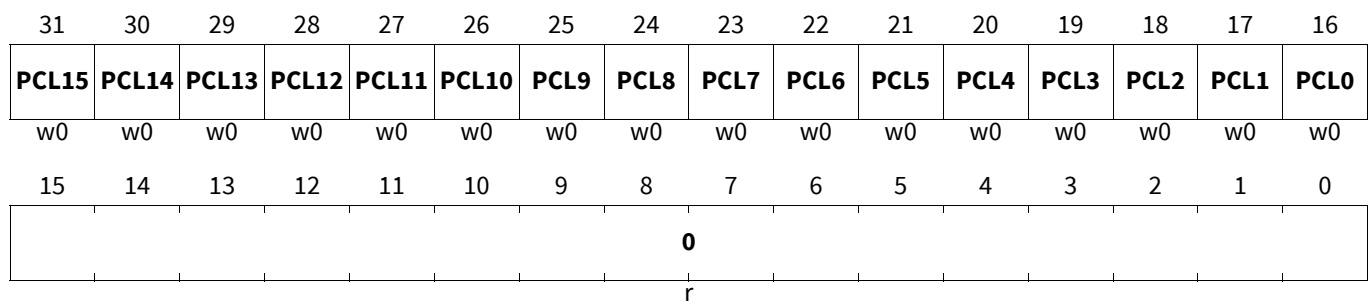 31 30 29 28 27 26 25 24 23 22 21 20 19 18 17 16
PCL15 PCL14 PCL13 PCL12 PCL11 PCL10 PCL9 PCL8 PCL7 PCL6 PCL5 PCL4 PCL3 PCL2 PCL1 PCL0
w0 w0 w0 w0 w0 w0 w0 w0 w0 w0 w0 w0 w0 w0 w0 w0
15 14 13 12 11 10 9 8 7 6 5 4 3 2 1 0
0
r